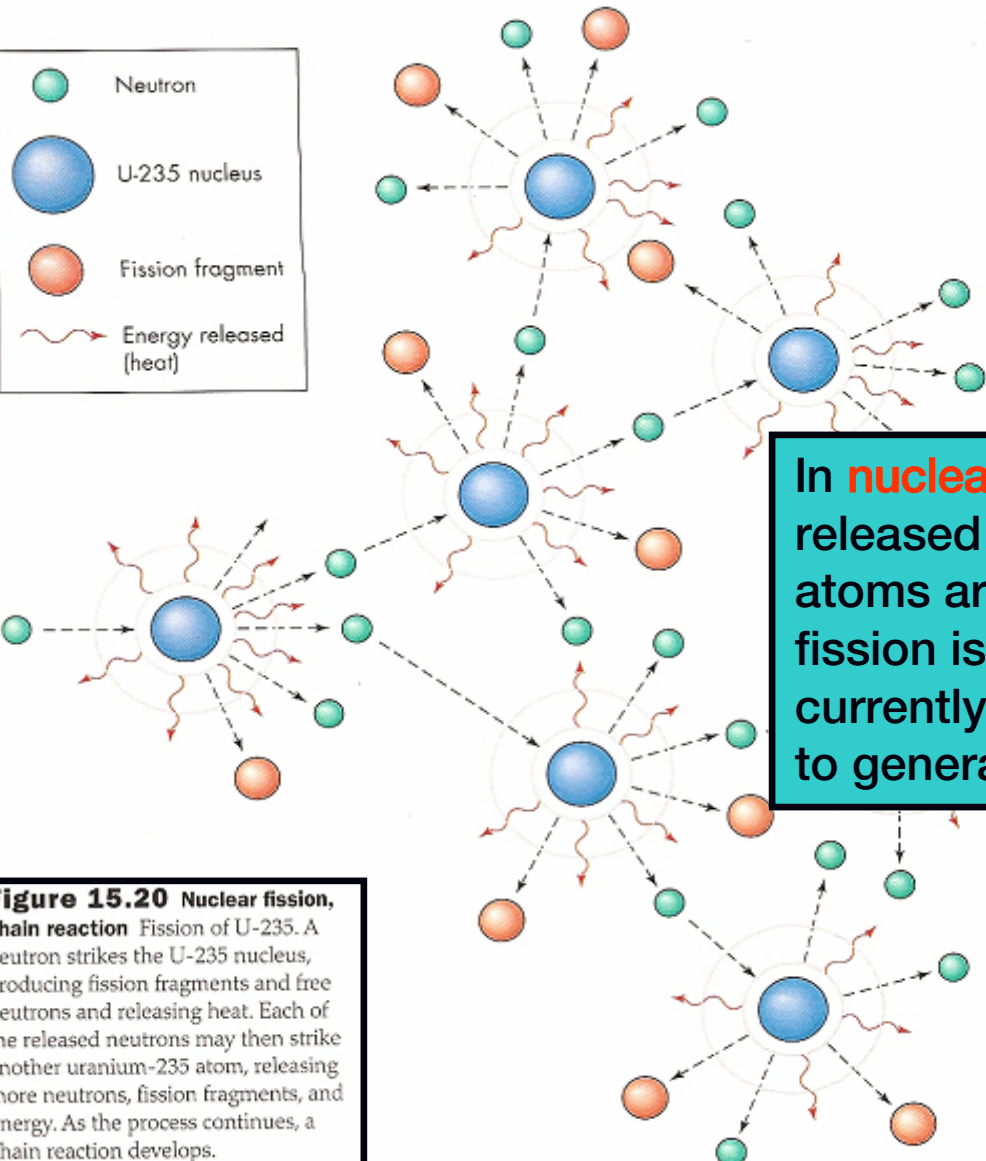 Neutron
U-235 nucleus
Fission fragment
Energy released
(heat)
In nuclea
released
atoms ar
fission is
currently
to genera
igure 15.20 Nuclear fission,
hain reaction Fission of U-235. A
eutron strikes the U-235 nucleus,
roducing fission fragments and free
eutrons and releasing heat. Each of
he released neutrons may then strike
nother uranium-235 atom, releasing
more neutrons, fission fragments, and
nergy. As the process continues, a
hain reaction develops.